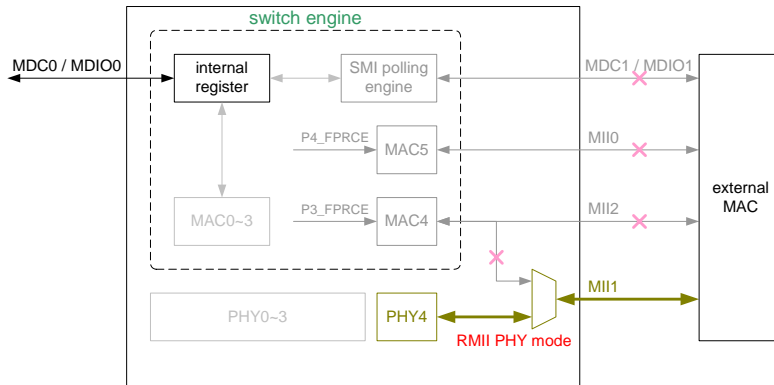 switch engine
MDC0 / MDIO0
internal
register
SMI polling
engine
MDC1 / MDIO1
P4_FPRCE
MAC5
MII0
external
MAC
MAC0~3
P3_FPRCE
MAC4
MII2
MII1
PHY0~3
PHY4
RMII PHY mode